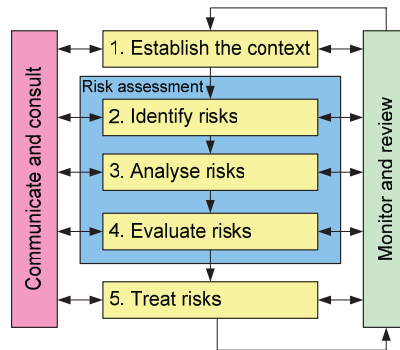 1. Establish the context
Risk assessment
2. Identify risks
3. Analyse risks
4. Evaluate risks
5. Treat risks
Communicate and consult
Monitor and review